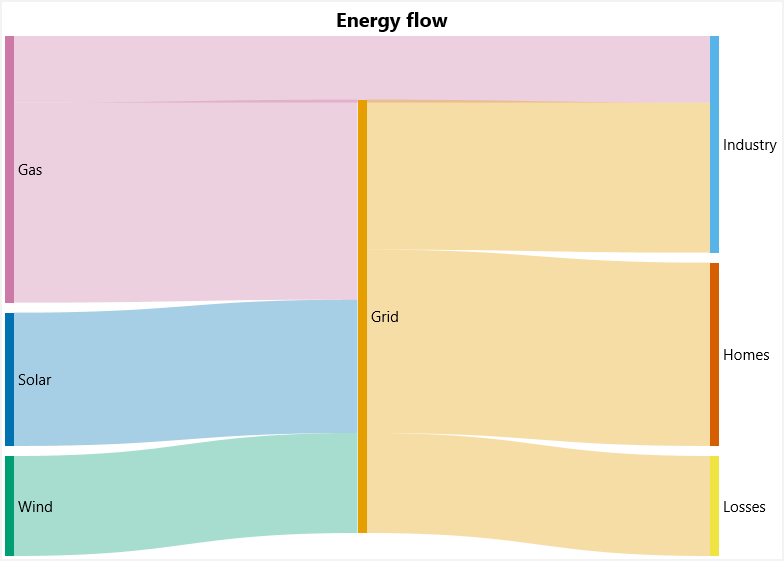 Energy flow
Gas
Solar
Wind
Grid
Industry
Homes
Losses